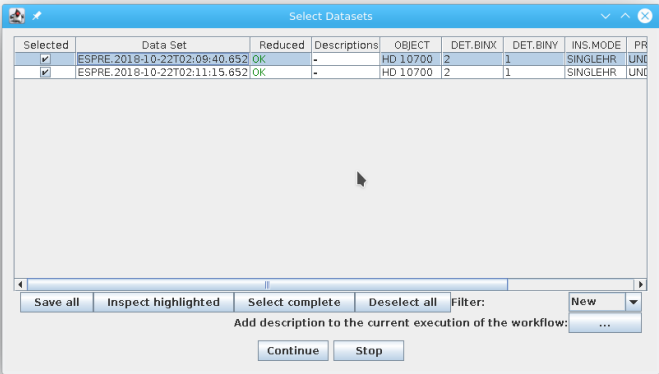 Select Datasets
Selected Data Set Reduced Descriptions OBJECT DET.BINX DET.BINY INS.MODE PR
ESPRE.2018-10-22T02:09:40.652 OK - HD 10700 2 1 SINGLEHR UND
ESPRE.2018-10-22T02:11:15.652 OK - HD 10700 2 1 SINGLEHR UND
Save all Inspect highlighted Select complete Deselect all Filter: New
Add description to the current execution of the workflow: ...
Continue Stop